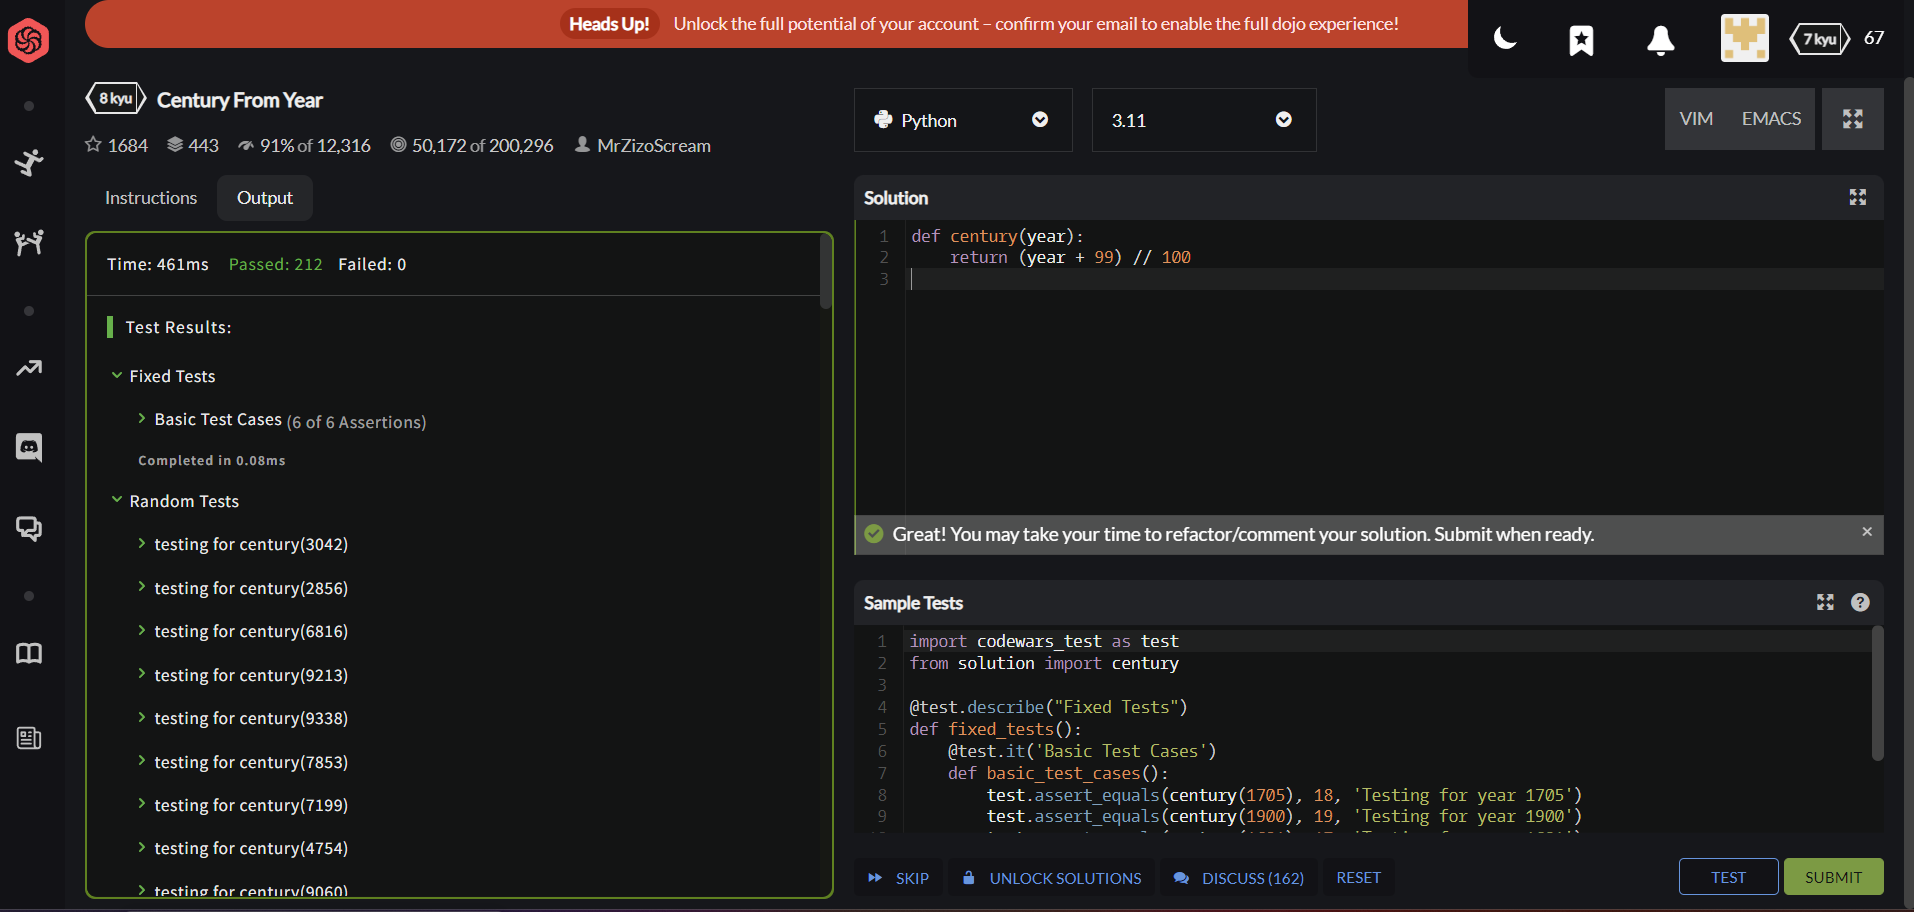 Heads Up! Unlock the full potential of your account – confirm your email to enable the full dojo experience!
7 kyu 67
8 kyu Century From Year
1684 443 91% of 12,316 50,172 of 200,296 MrZizoScream
Instructions Output
Time: 461ms Passed: 212 Failed: 0
Test Results:
Fixed Tests
Basic Test Cases (6 of 6 Assertions)
Completed in 0.08ms
Random Tests
testing for century(3042)
testing for century(2856)
testing for century(6816)
testing for century(9213)
testing for century(9338)
testing for century(7853)
testing for century(7199)
testing for century(4754)
testing for century(9060)
Python 3.11 VIM EMACS
Solution
1 def century(year):
2     return (year + 99) // 100
3
Great! You may take your time to refactor/comment your solution. Submit when ready.
Sample Tests
1 import codewars_test as test
2 from solution import century
3
4 @test.describe("Fixed Tests")
5 def fixed_tests():
6     @test.it('Basic Test Cases')
7     def basic_test_cases():
8         test.assert_equals(century(1705), 18, 'Testing for year 1705')
9         test.assert_equals(century(1900), 19, 'Testing for year 1900')
SKIP UNLOCK SOLUTIONS DISCUSS (162) RESET TEST SUBMIT